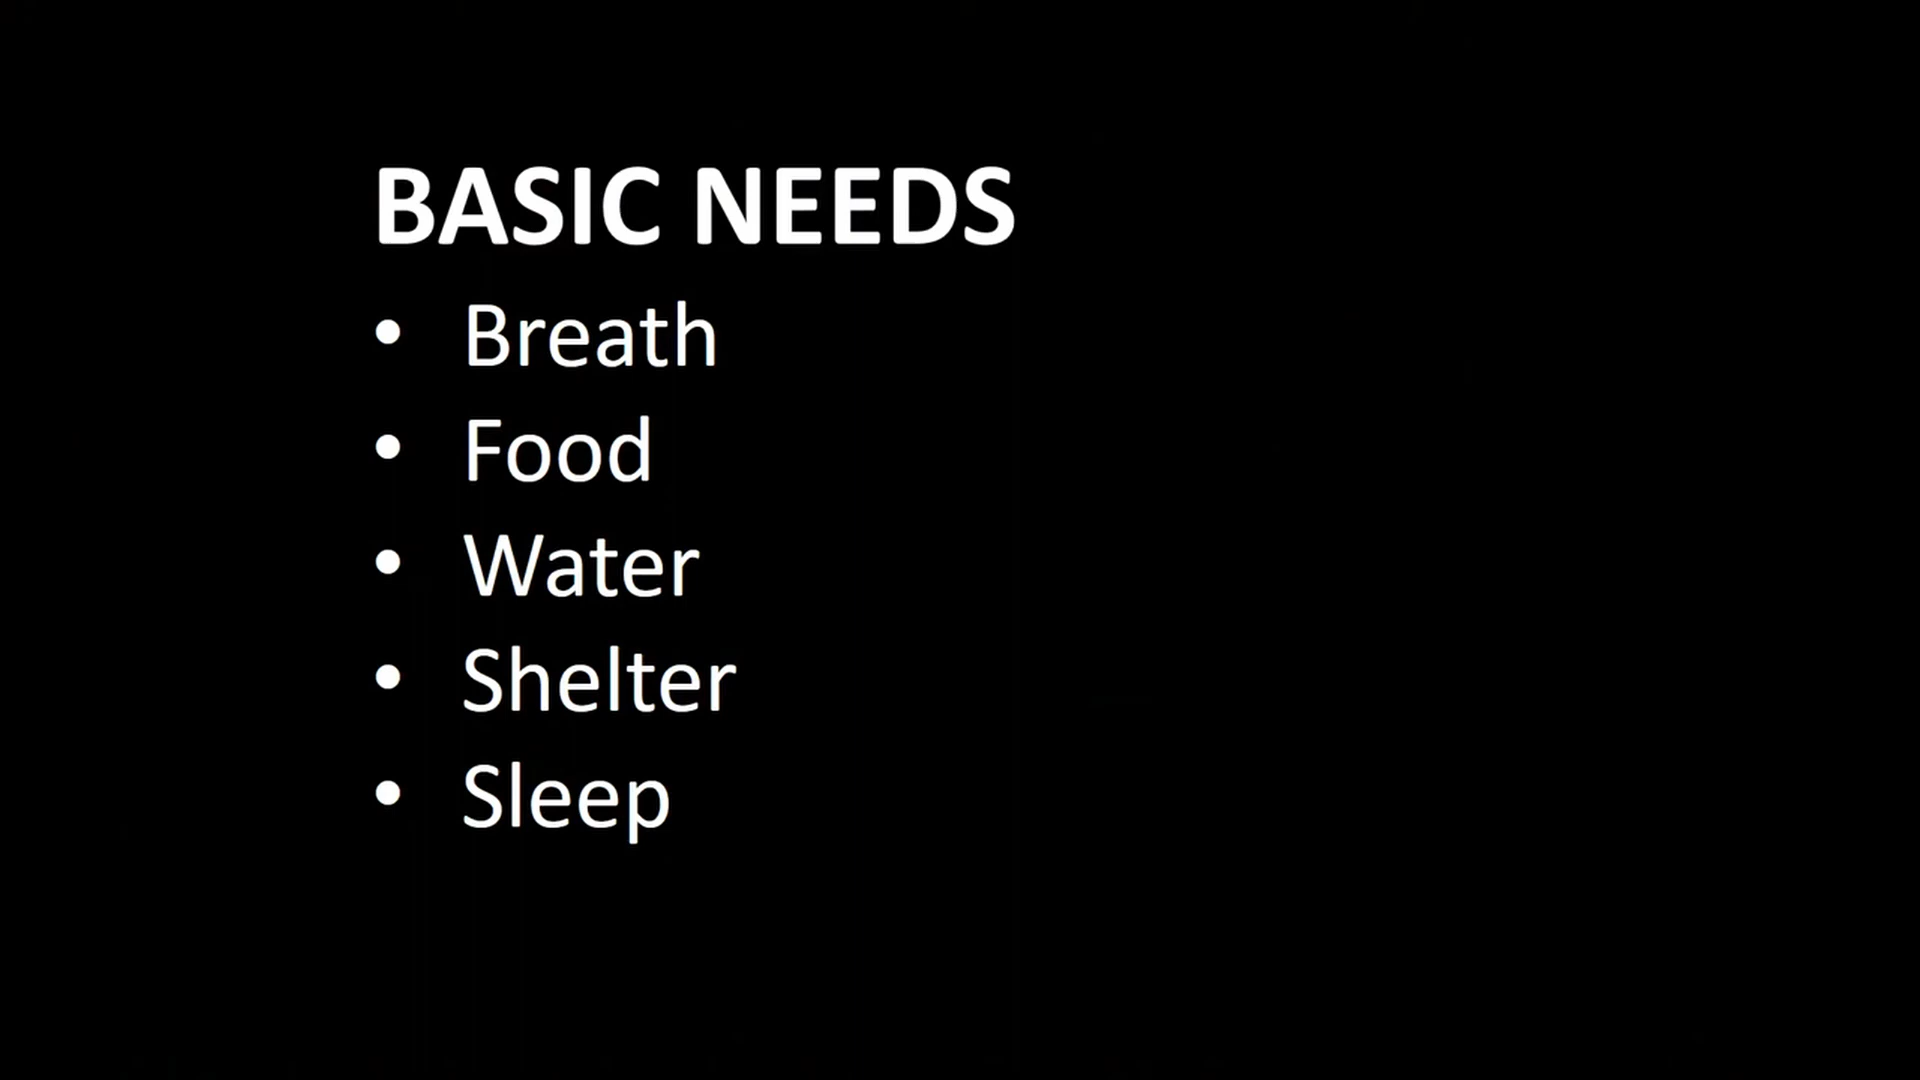 BASIC NEEDS
• Breath
• Food
• Water
• Shelter
• Sleep